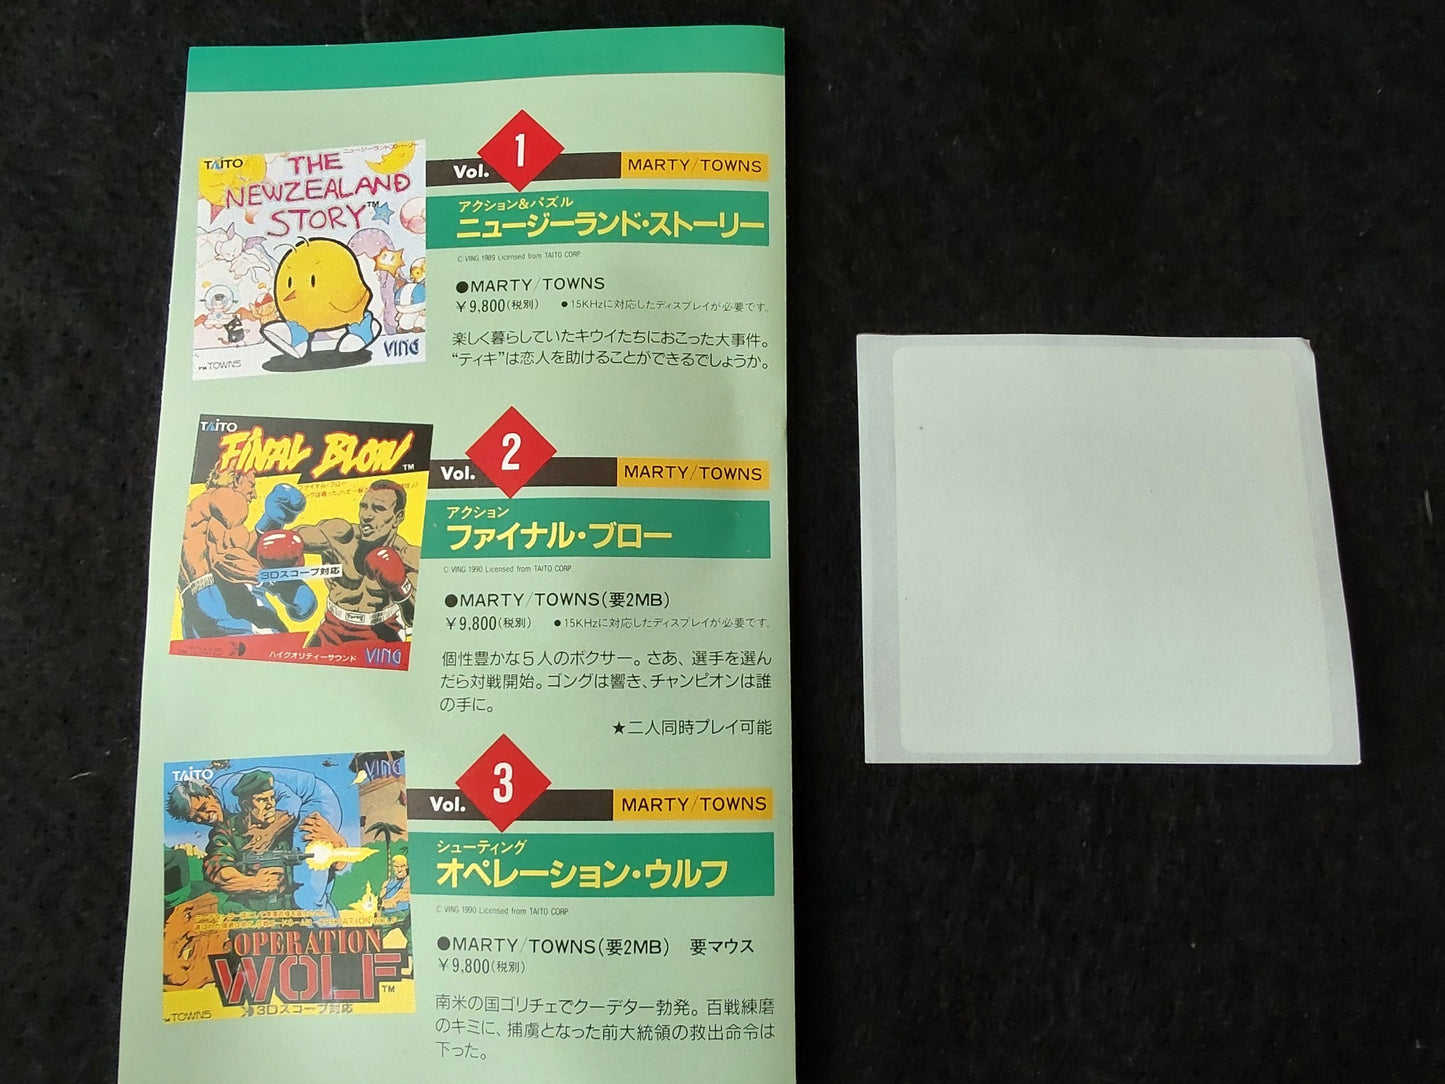 TAITO
ニュージーランドストーリー
THE
NEWZEALAND
STORY™
VING
TM TOWNS
Vol. 1 MARTY/TOWNS
アクション&パズル
ニュージーランド・ストーリー
© VING 1989 Licensed from TAITO CORP.
●MARTY/TOWNS
￥9,800(税別) ●15KHzに対応したディスプレイが必要です。
楽しく暮らしていたキウイたちにおこった大事件。
“ティキ”は恋人を助けることができるでしょうか。
TAITO
FINAL BLOW™
ファイナル・ブロー
3Dスコープ対応
TOWNS
ハイクオリティーサウンド VING
Vol. 2 MARTY/TOWNS
アクション
ファイナル・ブロー
© VING 1990 Licensed from TAITO CORP.
●MARTY/TOWNS(要2MB)
￥9,800(税別) ●15KHzに対応したディスプレイが必要です。
個性豊かな5人のボクサー。さあ、選手を選ん
だら対戦開始。ゴングは響き、チャンピオンは誰
の手に。
★二人同時プレイ可能
TAITO VING
OPERATION
WOLF™
3Dスコープ対応
TM TOWNS
Vol. 3 MARTY/TOWNS
シューティング
オペレーション・ウルフ
© VING 1990 Licensed from TAITO CORP.
●MARTY/TOWNS(要2MB) 要マウス
￥9,800(税別)
南米の国ゴリチェでクーデター勃発。百戦練磨
のキミに、捕虜となった前大統領の救出命令は
下った。